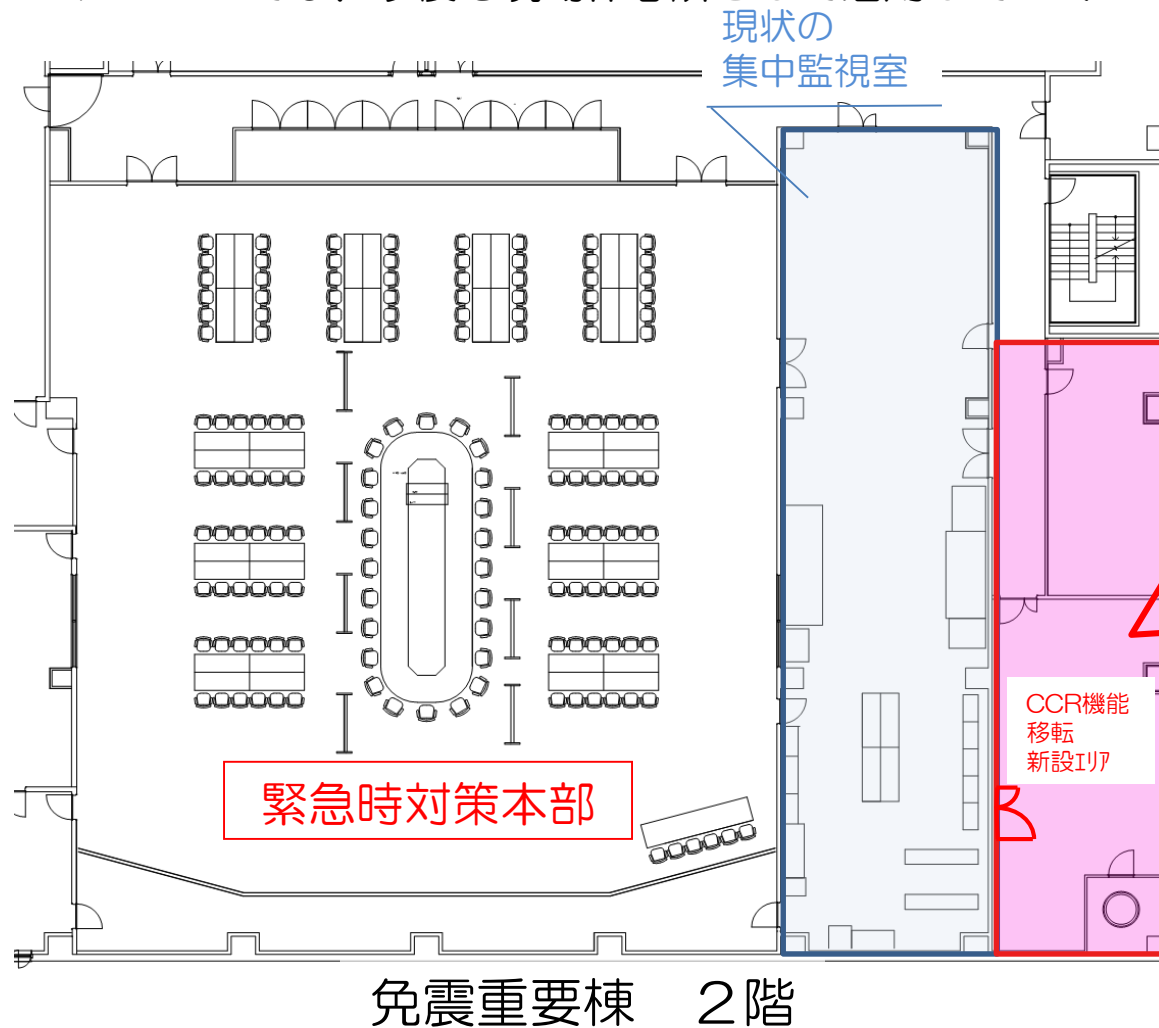 現状の
集中監視室
CCR機能
移転
新設ｴﾘｱ
緊急時対策本部
免震重要棟　２階